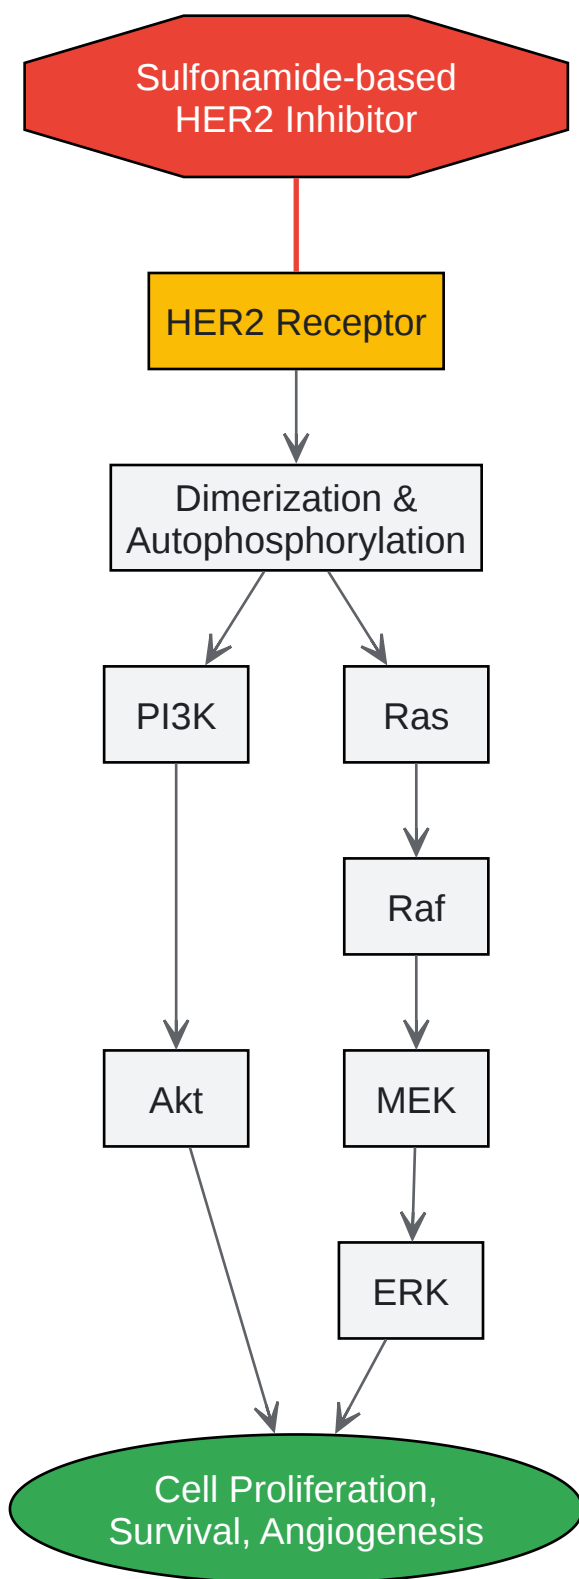 Sulfonamide-based
HER2 Inhibitor
HER2 Receptor
Dimerization &
Autophosphorylation
PI3K
Ras
Raf
Akt
MEK
ERK
Cell Proliferation,
Survival, Angiogenesis